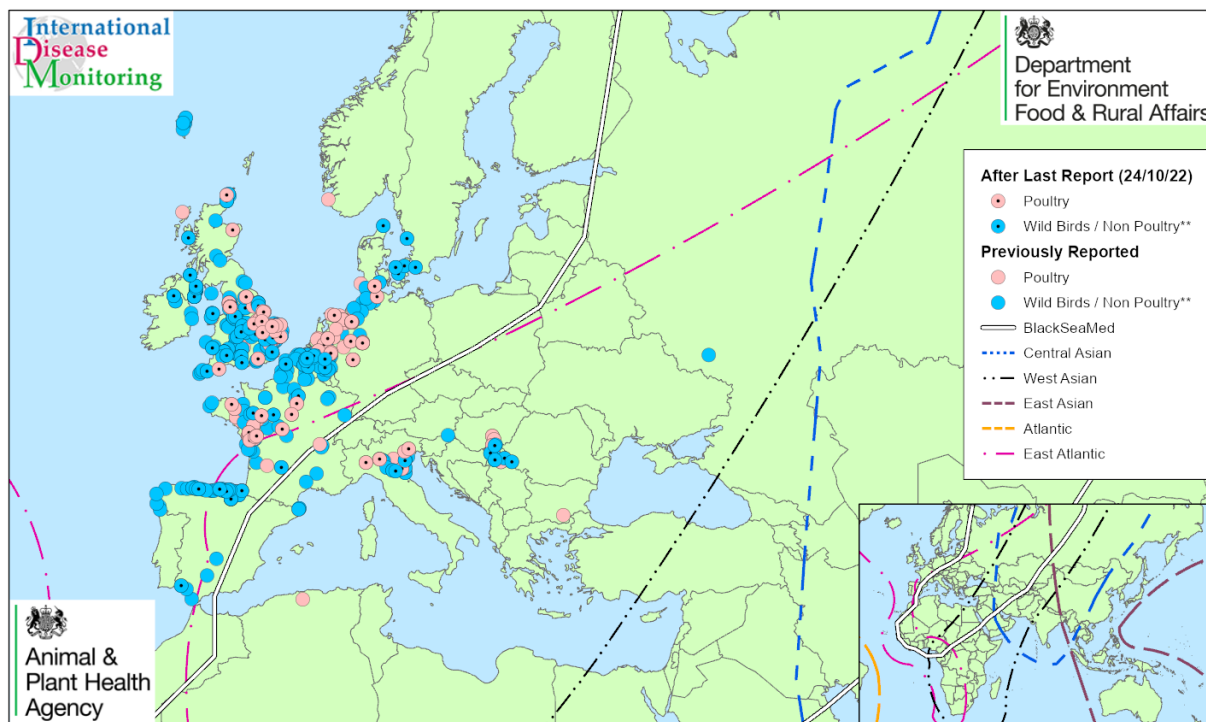 International
Disease
Monitoring
Department
for Environment
Food & Rural Affairs
After Last Report (24/10/22)
Poultry
Wild Birds / Non Poultry**
Previously Reported
Poultry
Wild Birds / Non Poultry**
BlackSeaMed
Central Asian
West Asian
East Asian
Atlantic
East Atlantic
Animal &
Plant Health
Agency